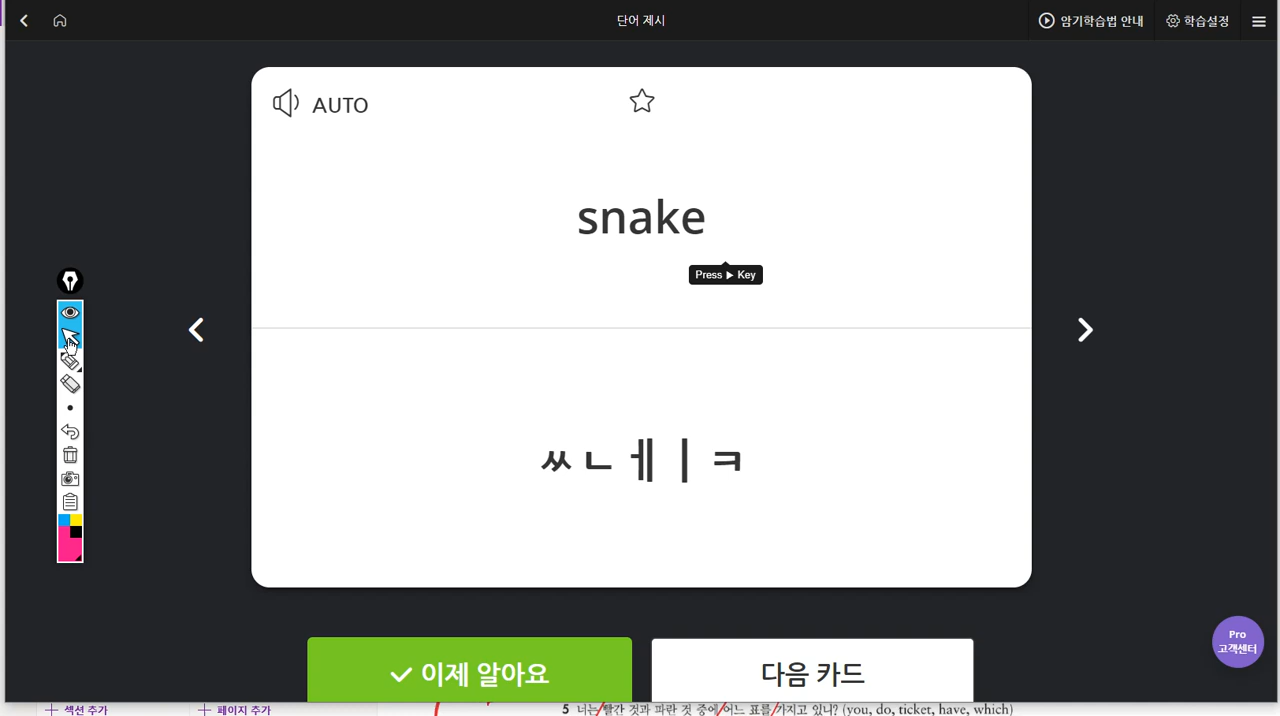 단어 제시
암기학습법 안내
학습설정
AUTO
snake
Press ▶ Key
ㅆㄴㅔㅣㅋ
이제 알아요
다음 카드
Pro
고객센터
섹션 추가
페이지 추가
5 너는 빨간 것과 파란 것 중에 어느 표를 가지고 있니? (you, do, ticket, have, which)